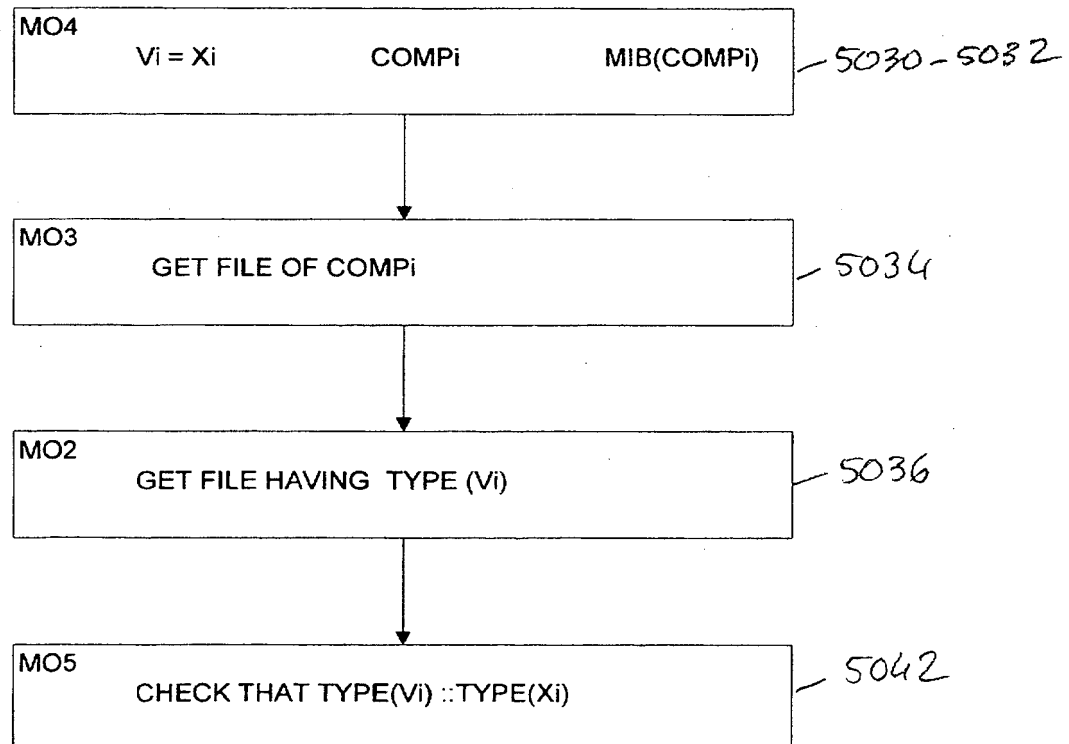 MO4
Vi = Xi COMPi MIB(COMPi) 5030-5032
MO3
GET FILE OF COMPi 5034
MO2
GET FILE HAVING TYPE (Vi) 5036
MO5
CHECK THAT TYPE(Vi) ::TYPE(Xi) 5042